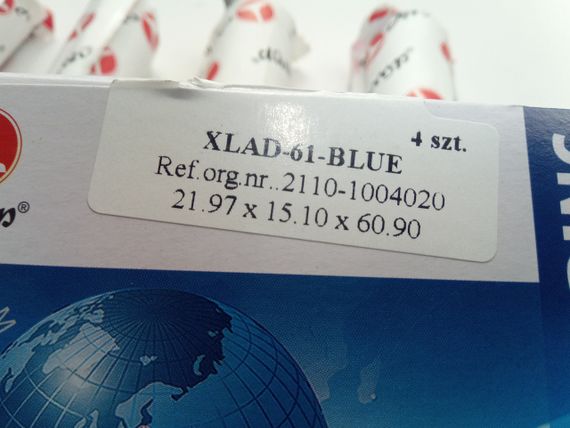 4 szt.
XLAD-61-BLUE
Ref.org.nr..2110-1004020
21.97 x 15.10 x 60.90